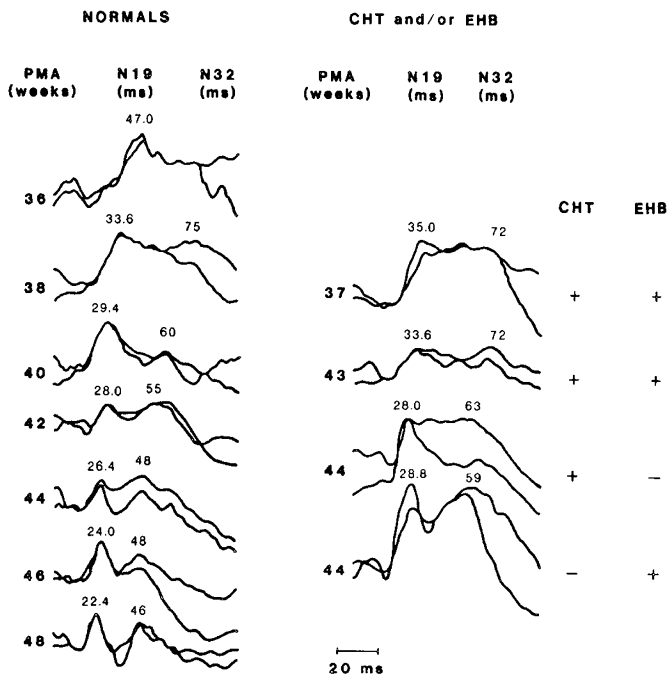 NORMALS CHT and/or EHB
PMA N19 N32 PMA N19 N32
(weeks) (ms) (ms) (weeks) (ms) (ms)
47.0
36
CHT EHB
33.6 75 35.0 72
38 37 + +
29.4
60 33.6 72
40 43 + +
28.0 55 28.0 63
42
26.4 48 44 + −
44 28.8 59
24.0 48
46 44 − +
22.4 46
48
20 ms